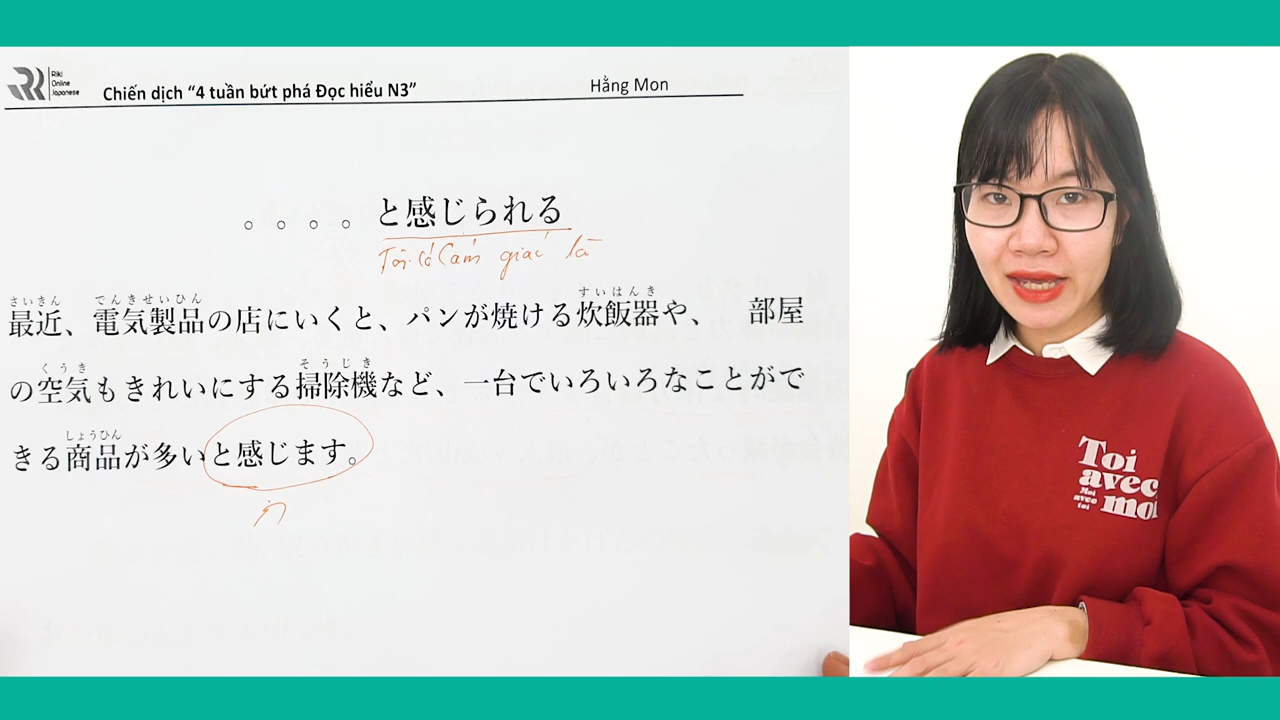 Riki
Online
Japanese
Chiến dịch “4 tuần bứt phá Đọc hiểu N3” Hằng Mon
。。。。と感じられる
Tôi có cảm giác là
さいきん でんきせいひん すいはんき
最近、電気製品の店にいくと、パンが焼ける炊飯器や、 部屋
くうき そうじき
の空気もきれいにする掃除機など、一台でいろいろなことがで
しょうひん
きる商品が多いと感じます。
Toi
avec
Moi
avec
toi
moi